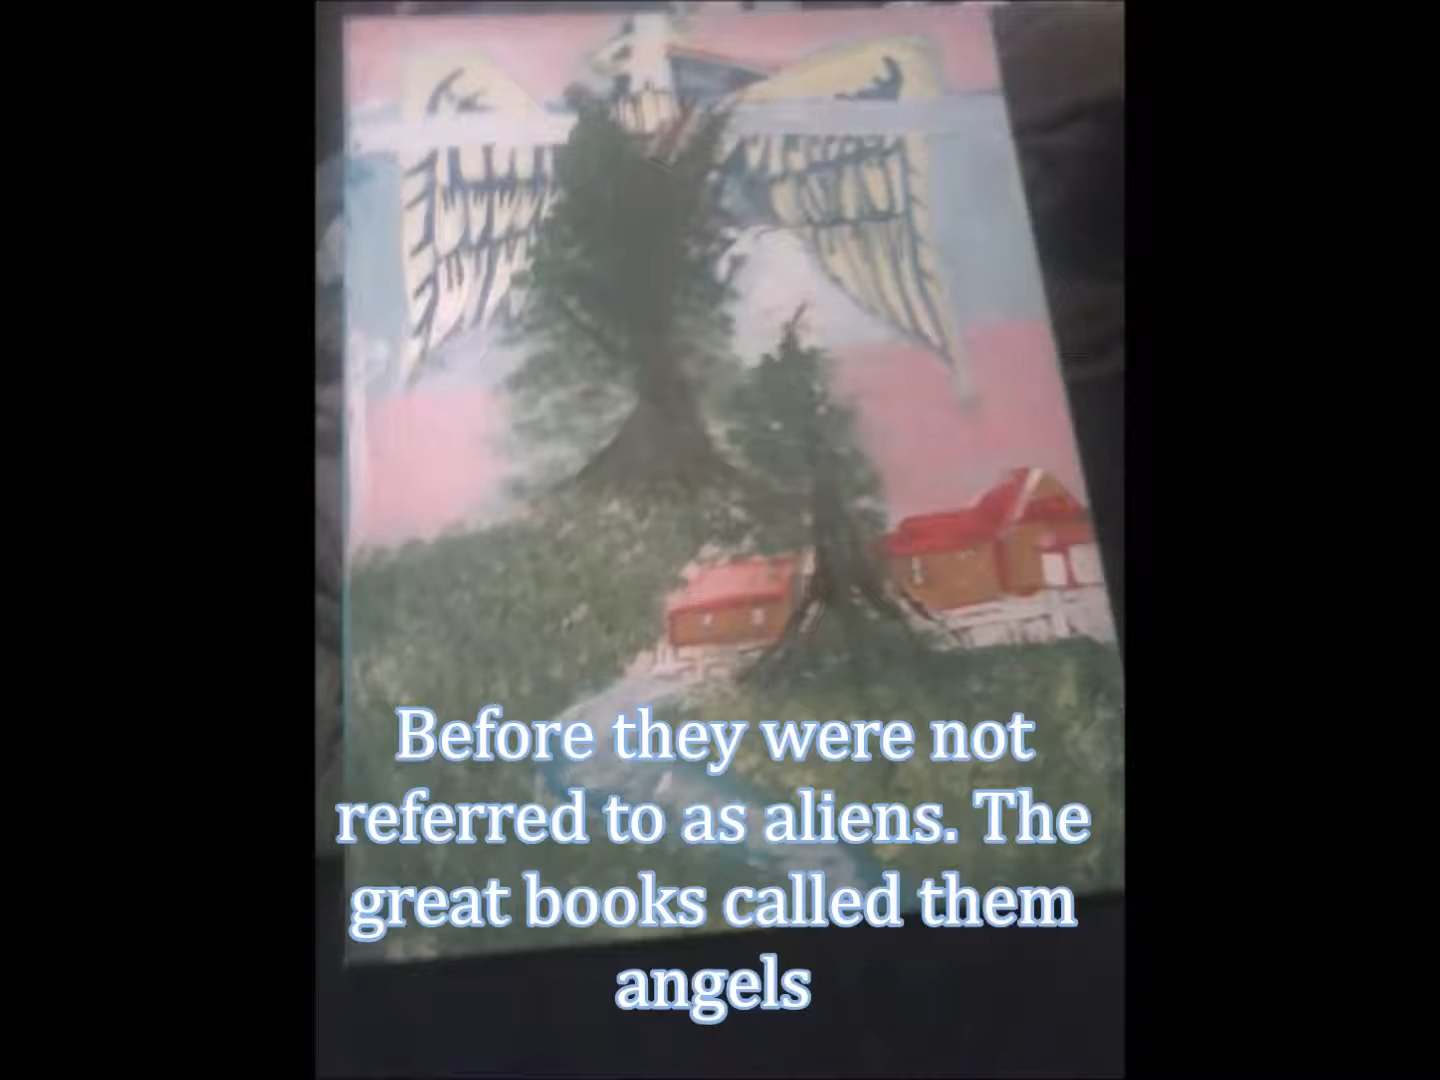 Before they were not
referred to as aliens. The
great books called them
angels